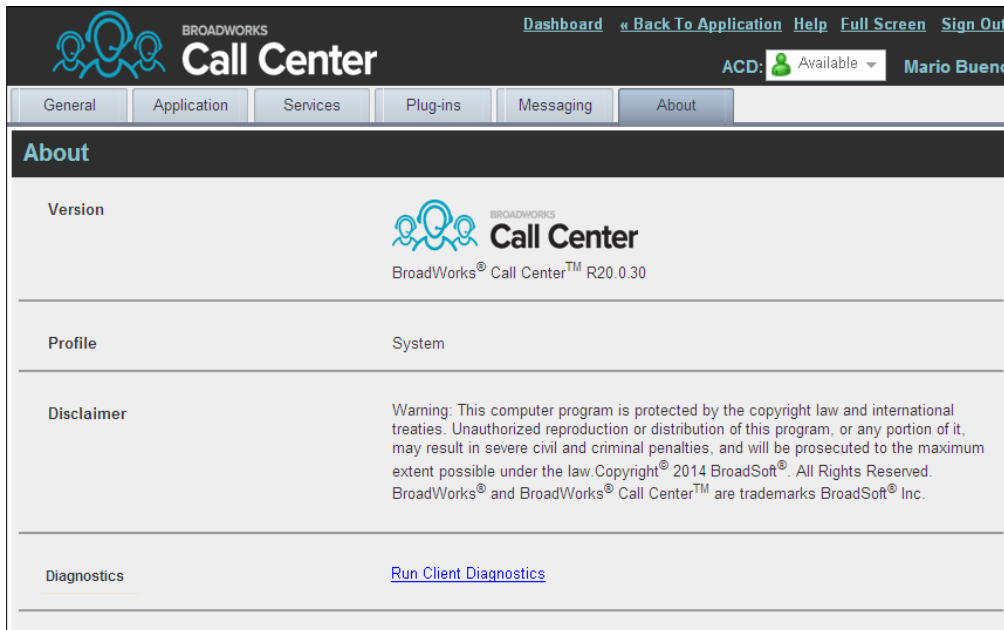 BROADWORKS
Call Center
Dashboard « Back To Application Help Full Screen Sign Out
ACD: Available Mario Bueno
General Application Services Plug-ins Messaging About
About
Version
BROADWORKS
Call Center
BroadWorks® Call Center™ R20.0.30
Profile System
Disclaimer
Warning: This computer program is protected by the copyright law and international
treaties. Unauthorized reproduction or distribution of this program, or any portion of it,
may result in severe civil and criminal penalties, and will be prosecuted to the maximum
extent possible under the law.Copyright® 2014 BroadSoft®. All Rights Reserved.
BroadWorks® and BroadWorks® Call Center™ are trademarks BroadSoft® Inc.
Diagnostics Run Client Diagnostics